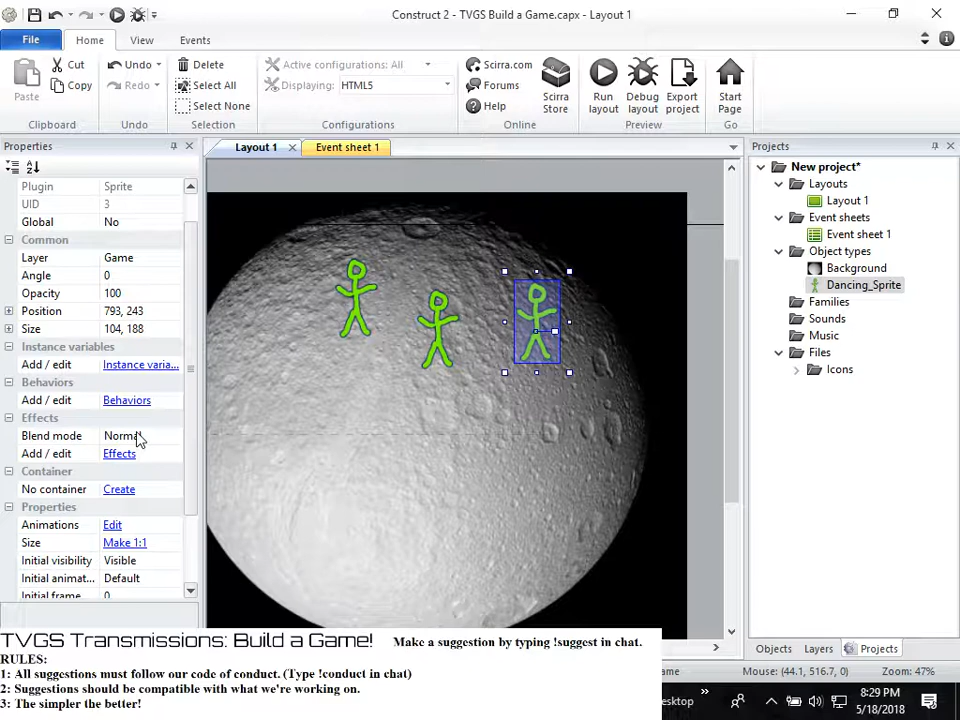 Construct 2 - TVGS Build a Game.capx - Layout 1
File Home View Events
Paste Cut Copy
Clipboard
Undo Redo
Undo
Delete
Select All
Select None
Selection
Active configurations: All
Displaying: HTML5
Configurations
Scirra.com
Forums
Help
Scirra Store
Online
Run layout
Debug layout
Export project
Preview
Start Page
Go
Properties
Plugin Sprite
UID 3
Global No
Common
Layer Game
Angle 0
Opacity 100
Position 793, 243
Size 104, 188
Instance variables
Add / edit Instance varia...
Behaviors
Add / edit Behaviors
Effects
Blend mode Normal
Add / edit Effects
Container
No container Create
Properties
Animations Edit
Size Make 1:1
Initial visibility Visible
Initial animat... Default
Initial frame 0
Layout 1 Event sheet 1
Projects
New project*
Layouts
Layout 1
Event sheets
Event sheet 1
Object types
Background
Dancing_Sprite
Families
Sounds
Music
Files
Icons
Objects Layers Projects
Mouse: (44.1, 516.7, 0) Zoom: 47%
TVGS Transmissions: Build a Game! Make a suggestion by typing !suggest in chat.
RULES:
1: All suggestions must follow our code of conduct. (Type !conduct in chat)
2: Suggestions should be compatible with what we're working on.
3: The simpler the better!
8:29 PM
5/18/2018